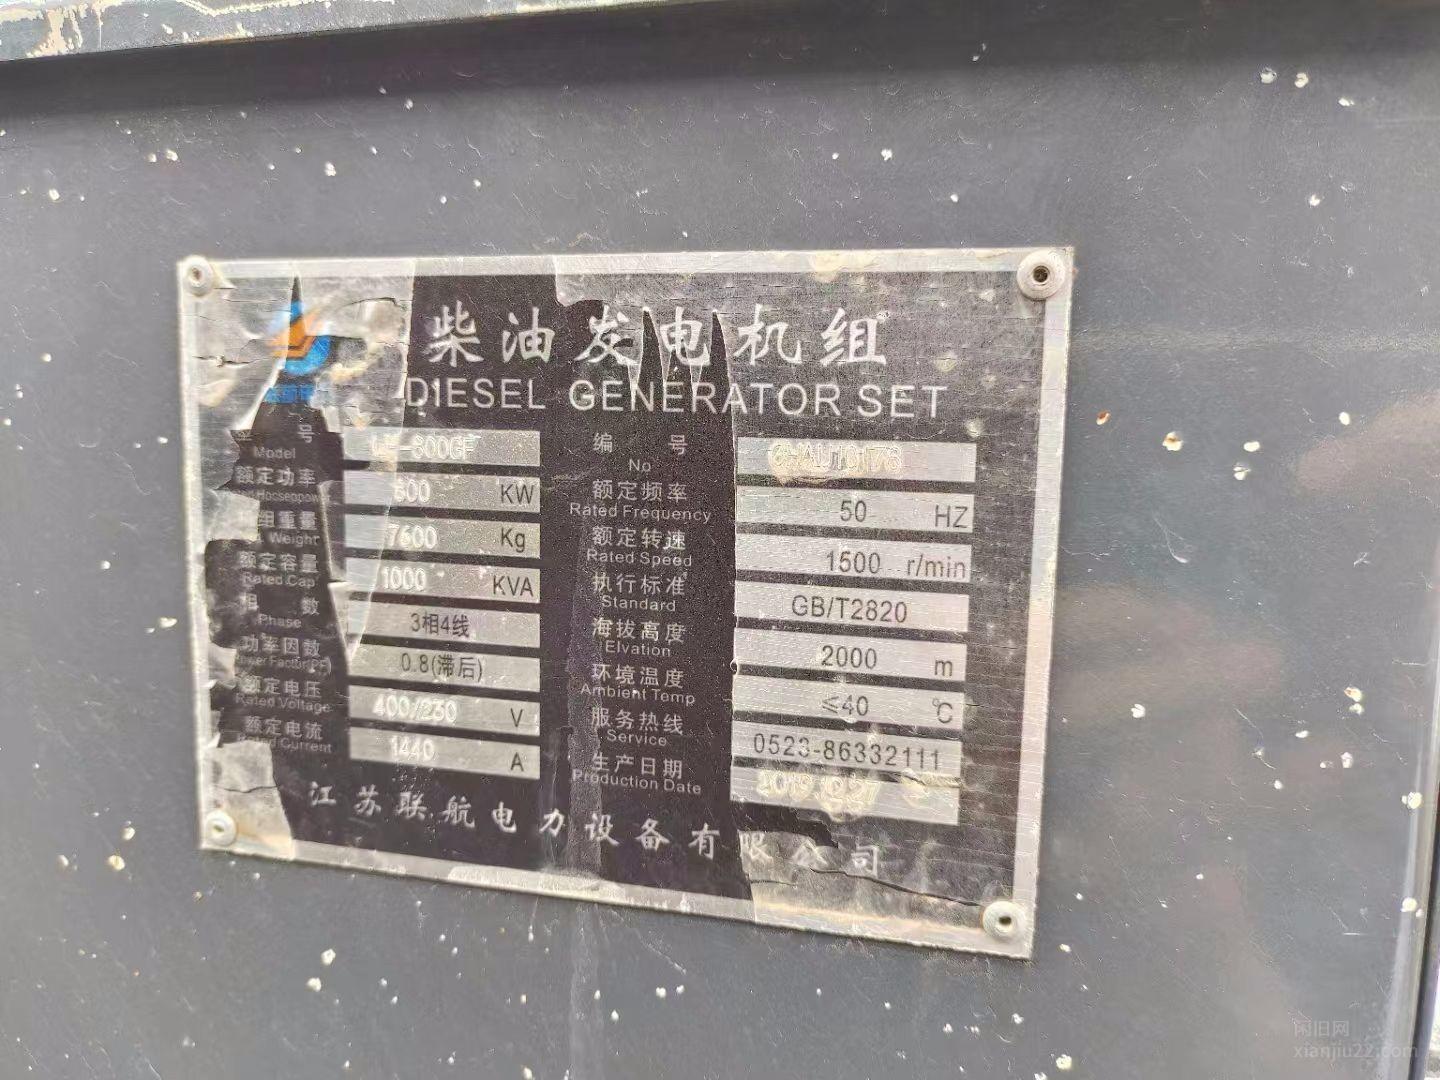 柴油发电机组
DIESEL GENERATOR SET
号 -800GF
Model
额定功率 800 KW
组重量 7600 Kg
Weight
额定容量 1000 KVA
Rated Cap
相 数 3相4线
Phase
功率因数 0.8(滞后)
额定电压 400/230 V
Rated Voltage
额定电流 1440 A
Current
编 号
No
额定频率 50 HZ
Rated Frequency
额定转速 1500 r/min
Rated Speed
执行标准 GB/T2820
Standard
海拔高度 2000 m
Elvation
环境温度 ≤40 ℃
Ambient Temp
服务热线 0523-86332111
Service
生产日期
Production Date
江苏联航电力设备有限公司
闲旧网
xianjiu22.com